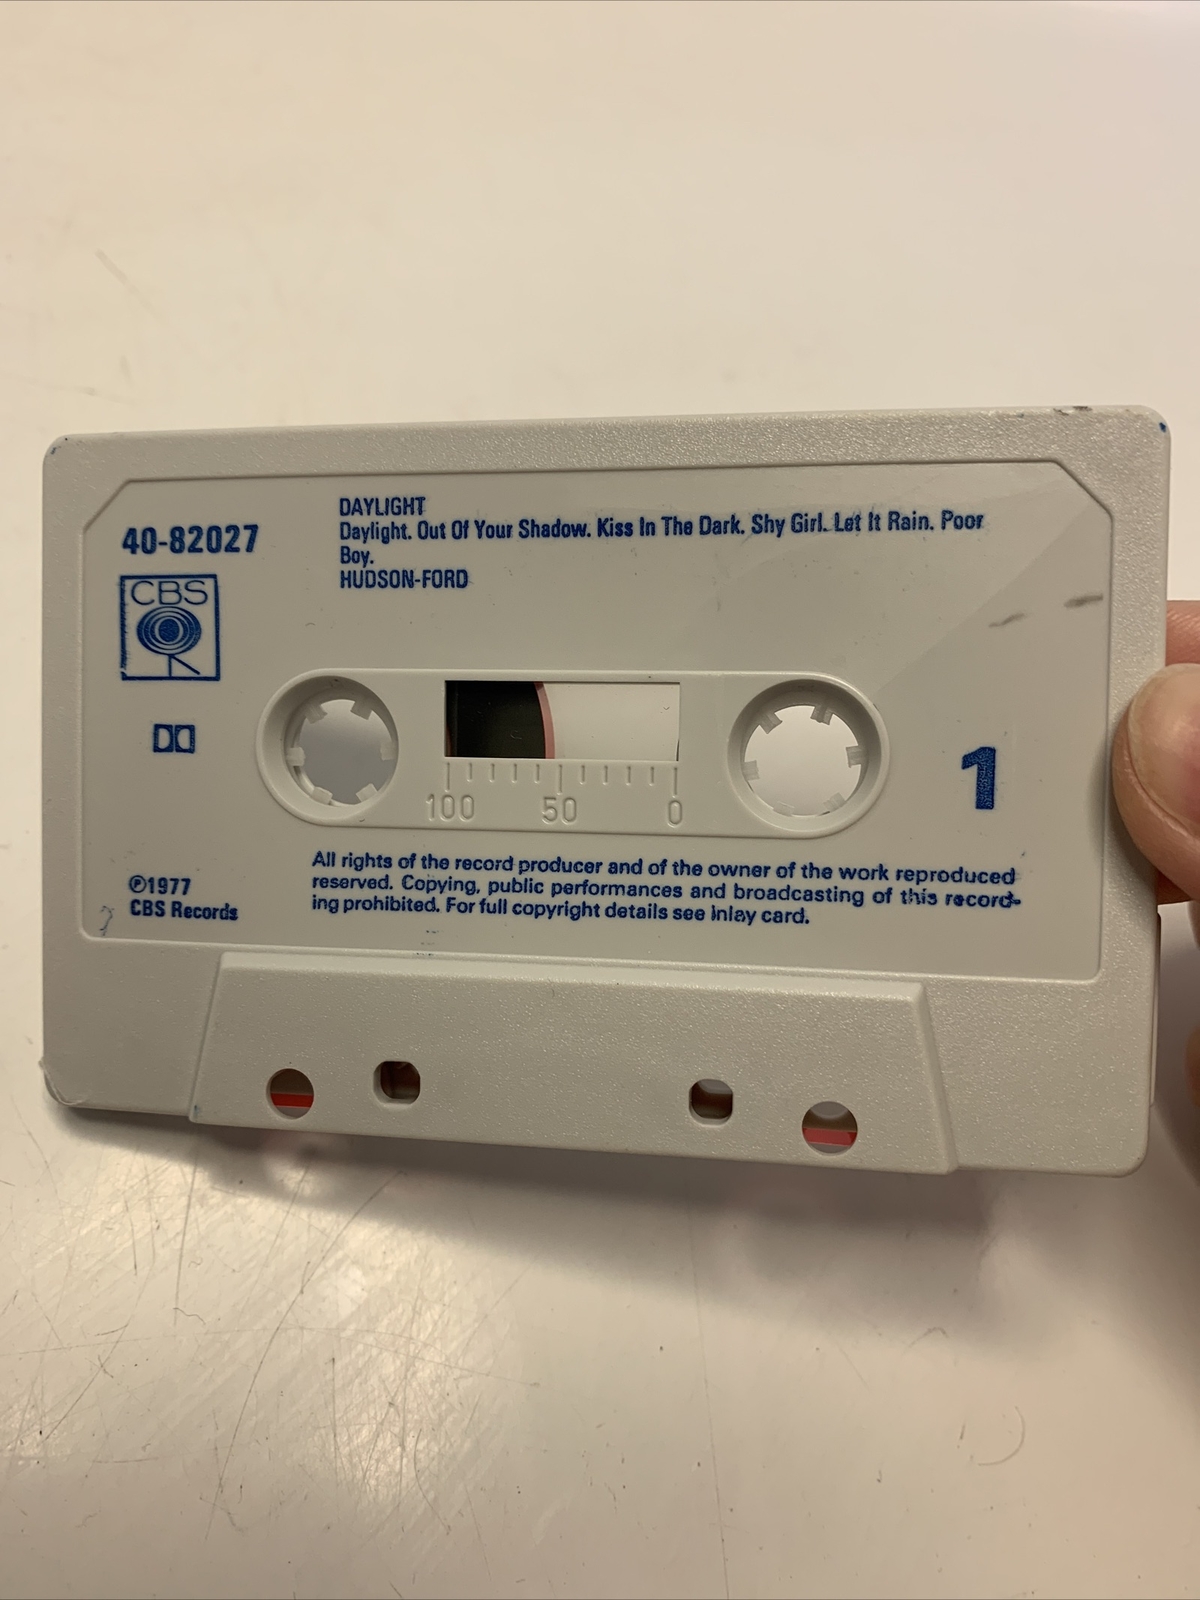 40-82027
DAYLIGHT
Daylight. Out Of Your Shadow. Kiss In The Dark. Shy Girl. Let It Rain. Poor
Boy.
HUDSON-FORD
CBS
100 50 0
1
℗1977
CBS Records
All rights of the record producer and of the owner of the work reproduced
reserved. Copying, public performances and broadcasting of this record-
ing prohibited. For full copyright details see inlay card.